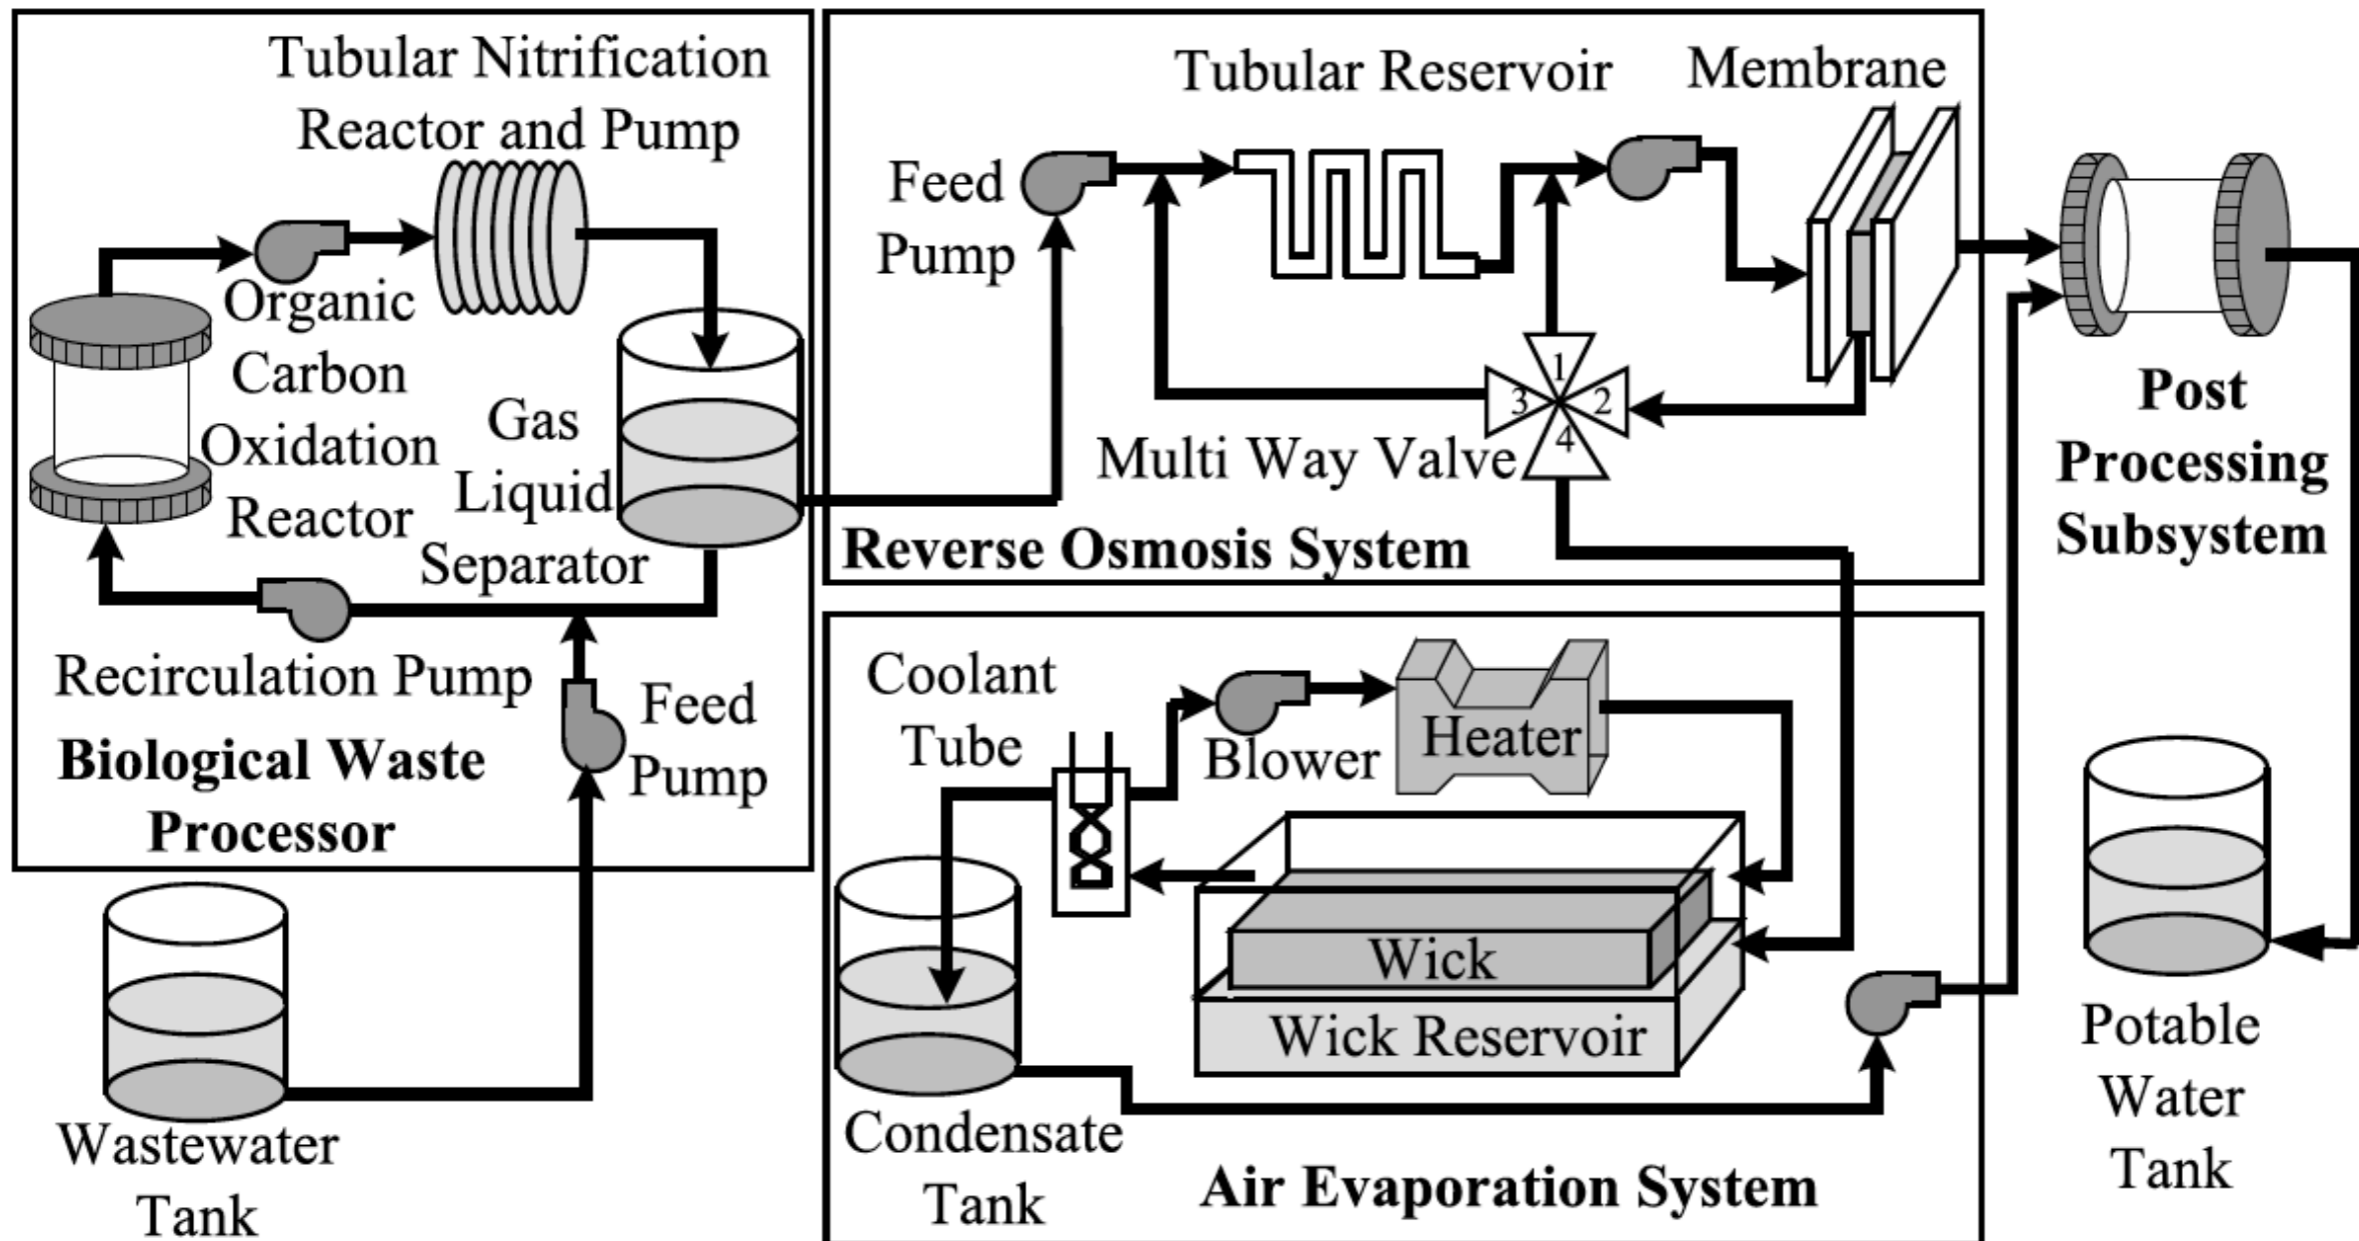 Tubular Nitrification
Reactor and Pump
Organic
Carbon
Oxidation
Reactor
Gas
Liquid
Separator
Recirculation Pump
Feed
Pump
Biological Waste
Processor
Wastewater
Tank
Tubular Reservoir
Membrane
Feed
Pump
1
2
3
4
Multi Way Valve
Reverse Osmosis System
Post
Processing
Subsystem
Coolant
Tube
Blower
Heater
Wick
Wick Reservoir
Condensate
Tank
Air Evaporation System
Potable
Water
Tank